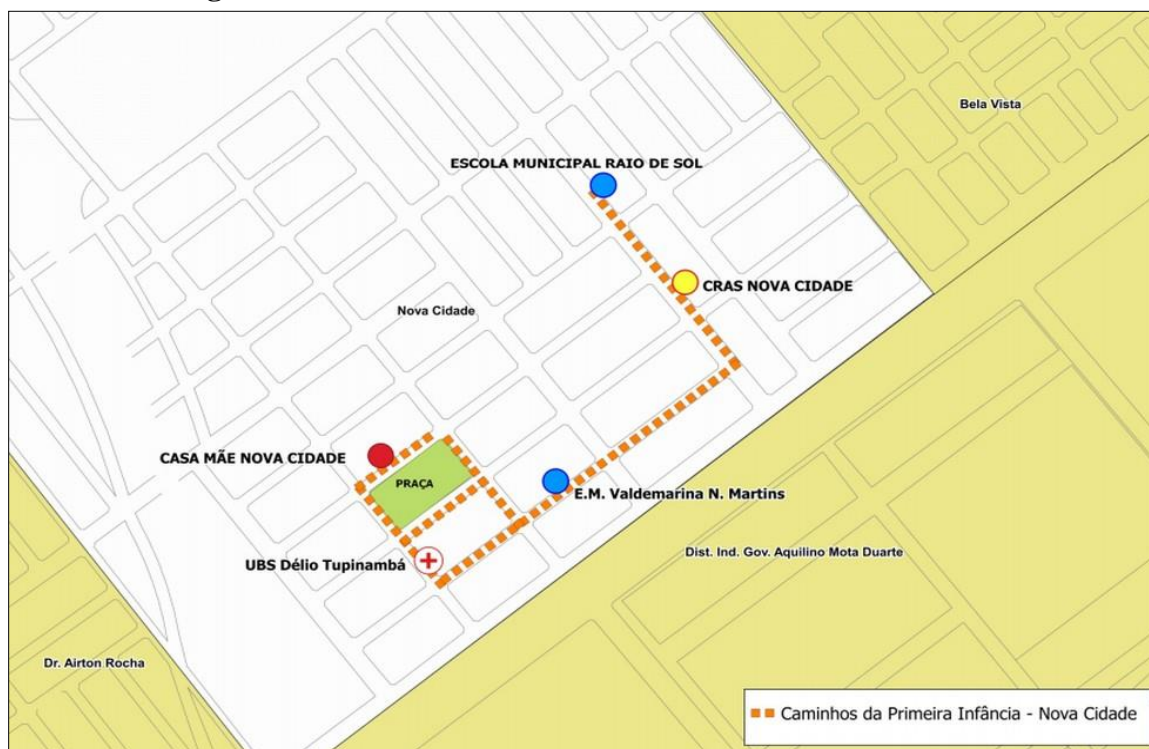 Bela Vista
ESCOLA MUNICIPAL RAIO DE SOL
CRAS NOVA CIDADE
Nova Cidade
CASA MÃE NOVA CIDADE
PRAÇA
E.M. Valdemarina N. Martins
Dist. Ind. Gov. Aquilino Mota Duarte
UBS Délio Tupinambá
Dr. Airton Rocha
Caminhos da Primeira Infância - Nova Cidade